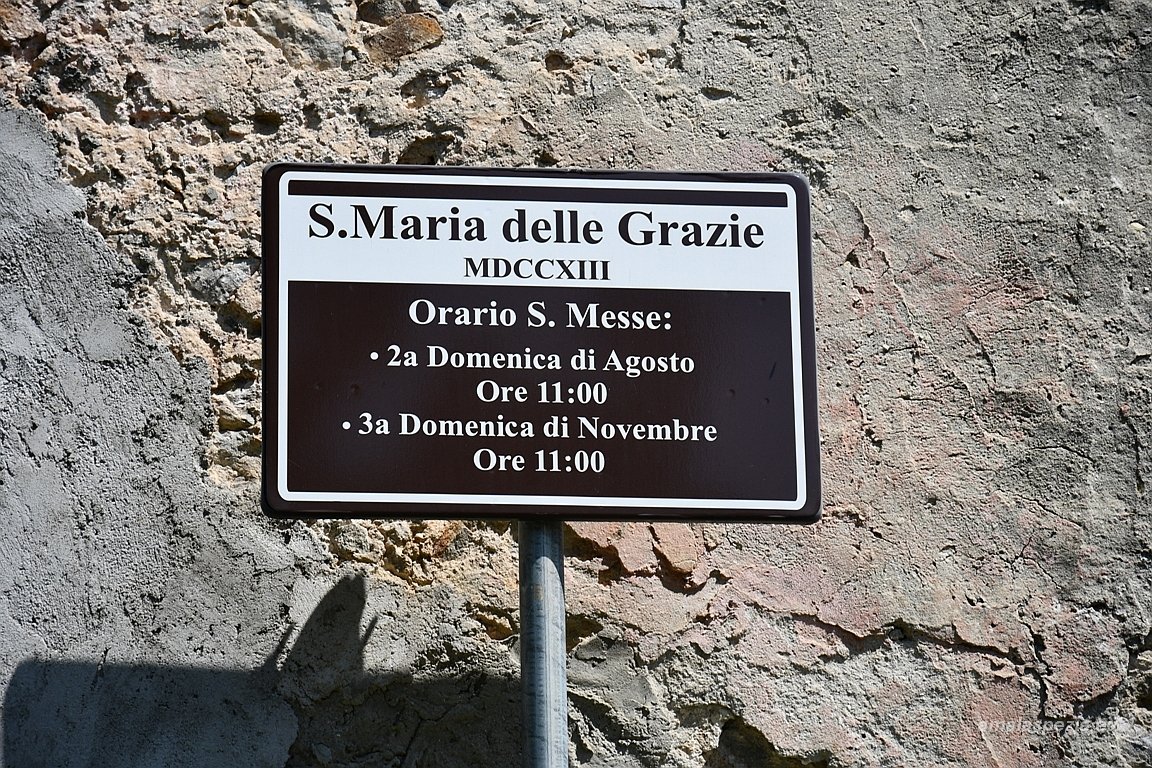 S.Maria delle Grazie
MDCCXIII
Orario S. Messe:
• 2a Domenica di Agosto
Ore 11:00
• 3a Domenica di Novembre
Ore 11:00